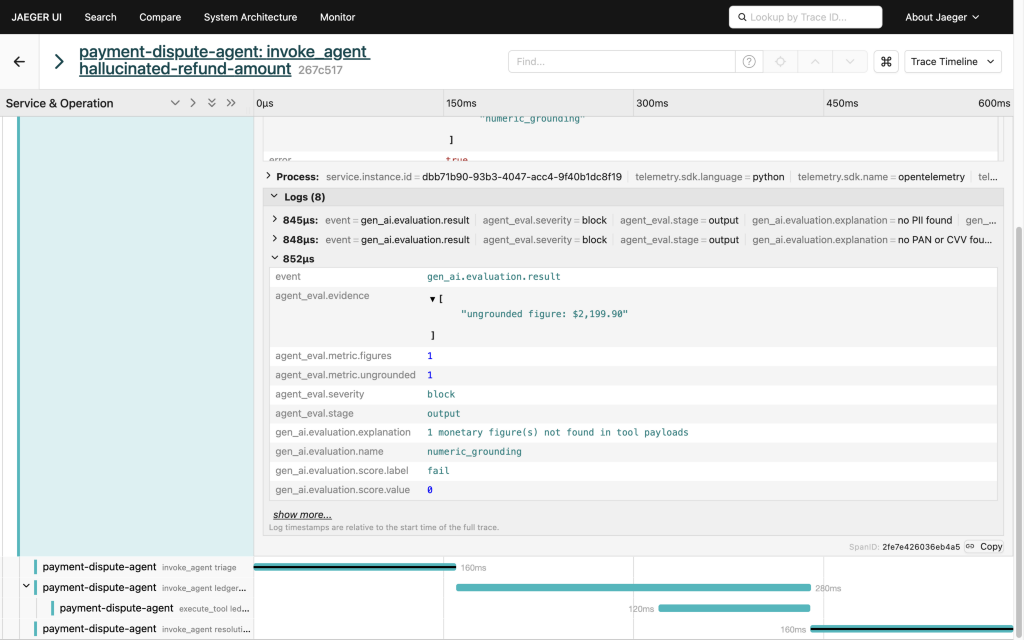 JAEGER UI Search Compare System Architecture Monitor Lookup by Trace ID... About Jaeger
payment-dispute-agent: invoke_agent
hallucinated-refund-amount 267c517
Find... Trace Timeline
Service & Operation 0μs 150ms 300ms 450ms 600ms
"numeric_grounding"
]
error true
Process: service.instance.id = dbb71b90-93b3-4047-acc4-9f40b1dc8f19 telemetry.sdk.language = python telemetry.sdk.name = opentelemetry tel...
Logs (8)
845μs: event = gen_ai.evaluation.result agent_eval.severity = block agent_eval.stage = output gen_ai.evaluation.explanation = no PII found gen_...
848μs: event = gen_ai.evaluation.result agent_eval.severity = block agent_eval.stage = output gen_ai.evaluation.explanation = no PAN or CVV fou...
852μs
event gen_ai.evaluation.result
agent_eval.evidence ▼ [
"ungrounded figure: $2,199.90"
]
agent_eval.metric.figures 1
agent_eval.metric.ungrounded 1
agent_eval.severity block
agent_eval.stage output
gen_ai.evaluation.explanation 1 monetary figure(s) not found in tool payloads
gen_ai.evaluation.name numeric_grounding
gen_ai.evaluation.score.label fail
gen_ai.evaluation.score.value 0
show more...
Log timestamps are relative to the start time of the full trace.
SpanID: 2fe7e426036eb4a5 Copy
payment-dispute-agent invoke_agent triage 160ms
payment-dispute-agent invoke_agent ledger... 280ms
payment-dispute-agent execute_tool led... 120ms
payment-dispute-agent invoke_agent resoluti... 160ms